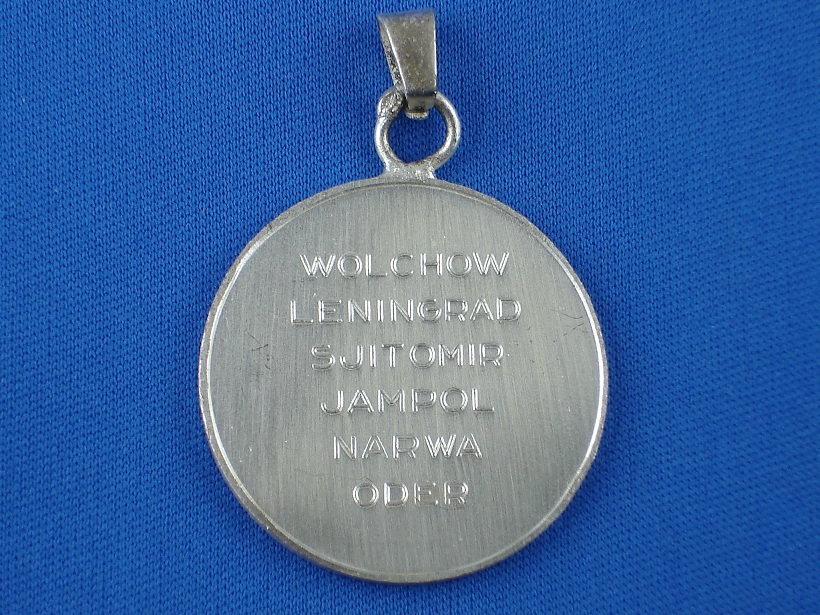 WOLCHOW
LENINGRAD
SJITOMIR
JAMPOL
NARWA
ODER